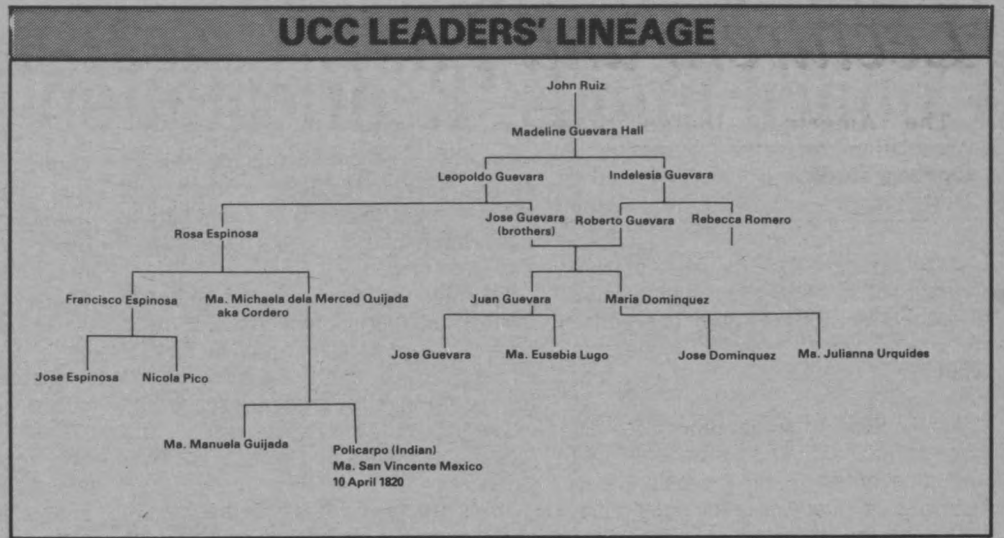 UCC LEADERS' LINEAGE
John Ruiz
Madeline Guevara Hall
Leopoldo Guevara
Indelesia Guevara
Rosa Espinosa
Jose Guevara
(brothers)
Roberto Guevara
Rebecca Romero
Francisco Espinosa
Ma. Michaela dela Merced Quijada
aka Cordero
Juan Guevara
Maria Dominquez
Jose Espinosa
Nicola Pico
Jose Guevara
Ma. Eusebia Lugo
Jose Dominquez
Ma. Julianna Urquides
Ma. Manuela Guijada
Policarpo (Indian)
Ma. San Vincente Mexico
10 April 1820